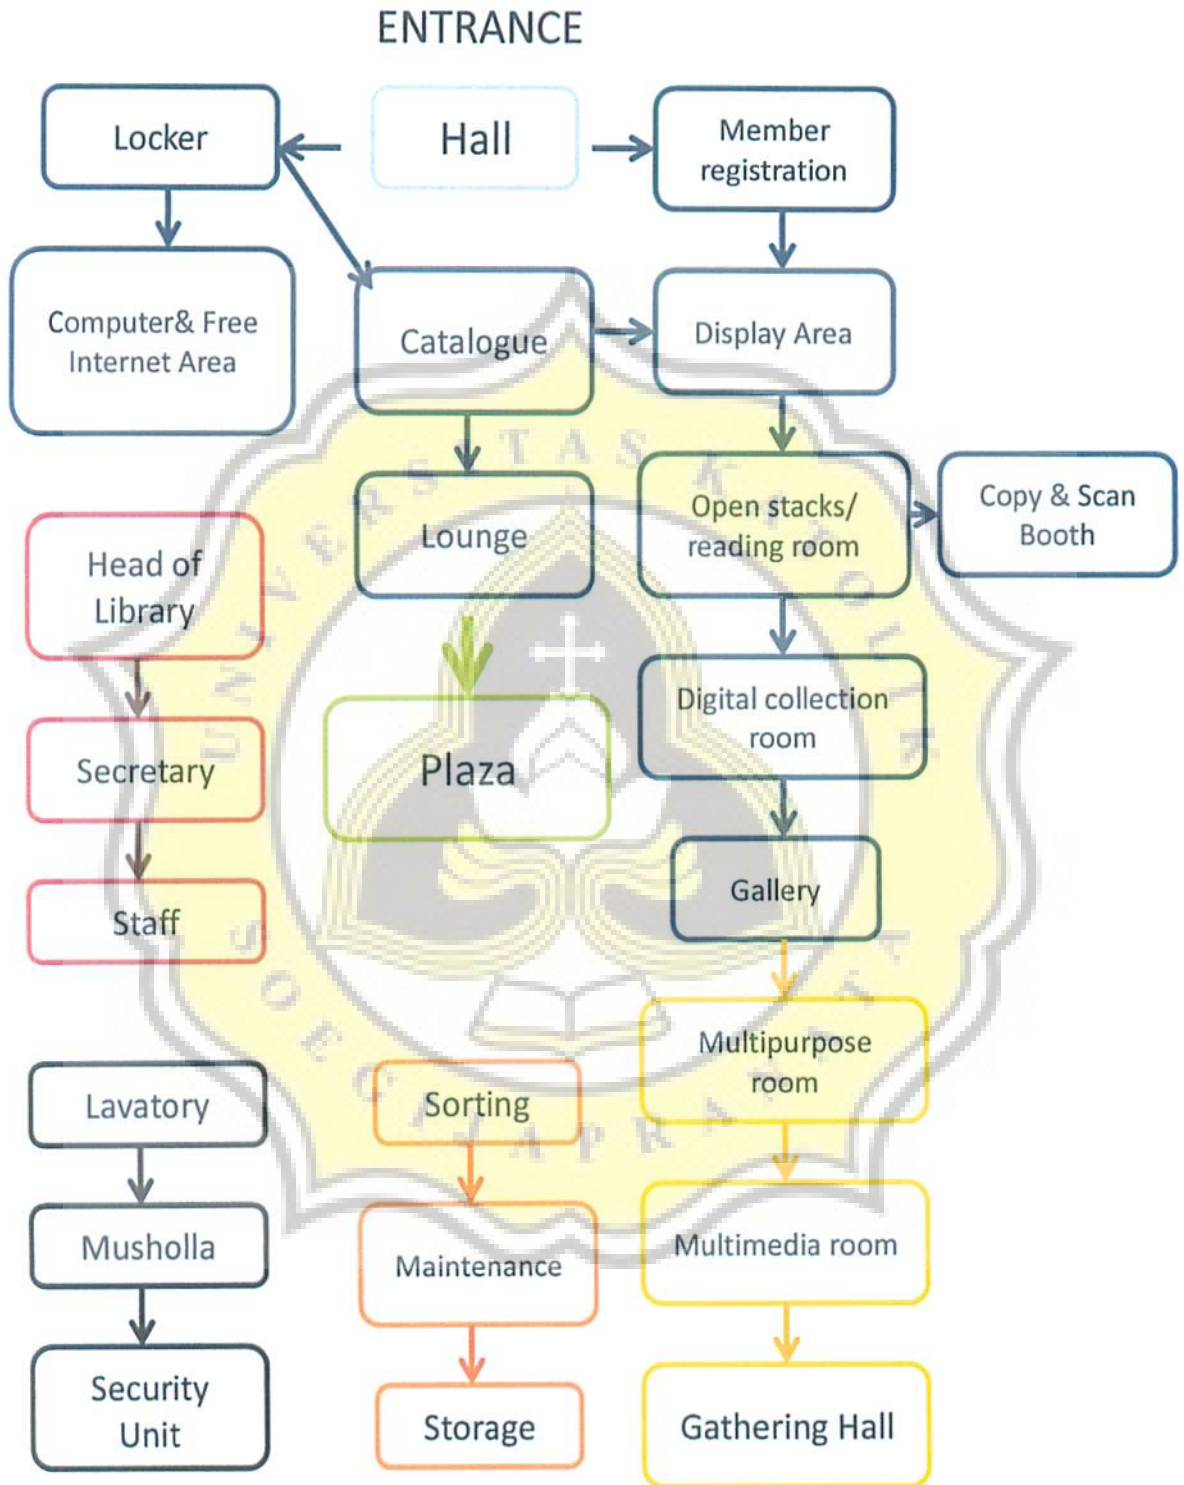 ENTRANCE
Locker
Hall
Member
registration
Computer& Free
Internet Area
Catalogue
Display Area
Lounge
Open stacks/
reading room
Copy & Scan
Booth
Head of
Library
Secretary
Staff
Plaza
Digital collection
room
Gallery
Multipurpose
room
Lavatory
Sorting
Musholla
Maintenance
Multimedia room
Security
Unit
Storage
Gathering Hall
SOEGIJAPRANATA